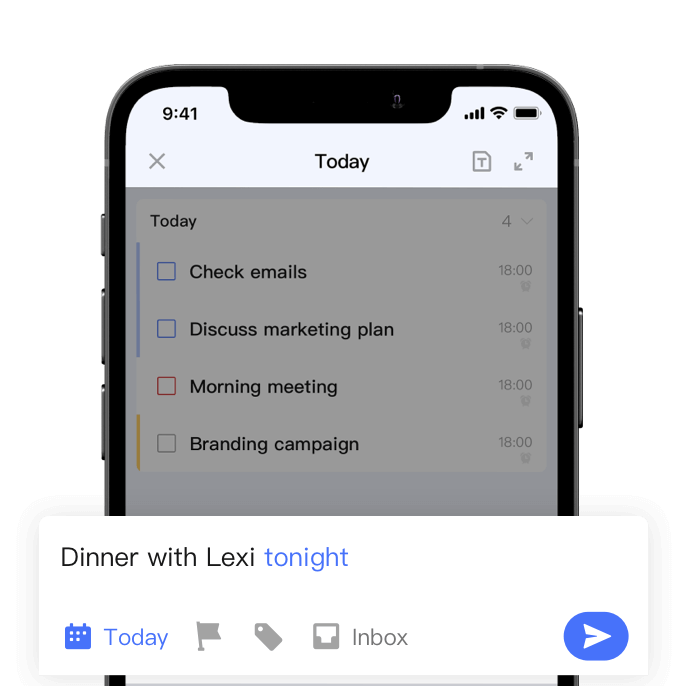 9:41
Today
Today 4
Check emails 18:00
Discuss marketing plan 18:00
Morning meeting 18:00
Branding campaign 18:00
Dinner with Lexi tonight
Today Inbox